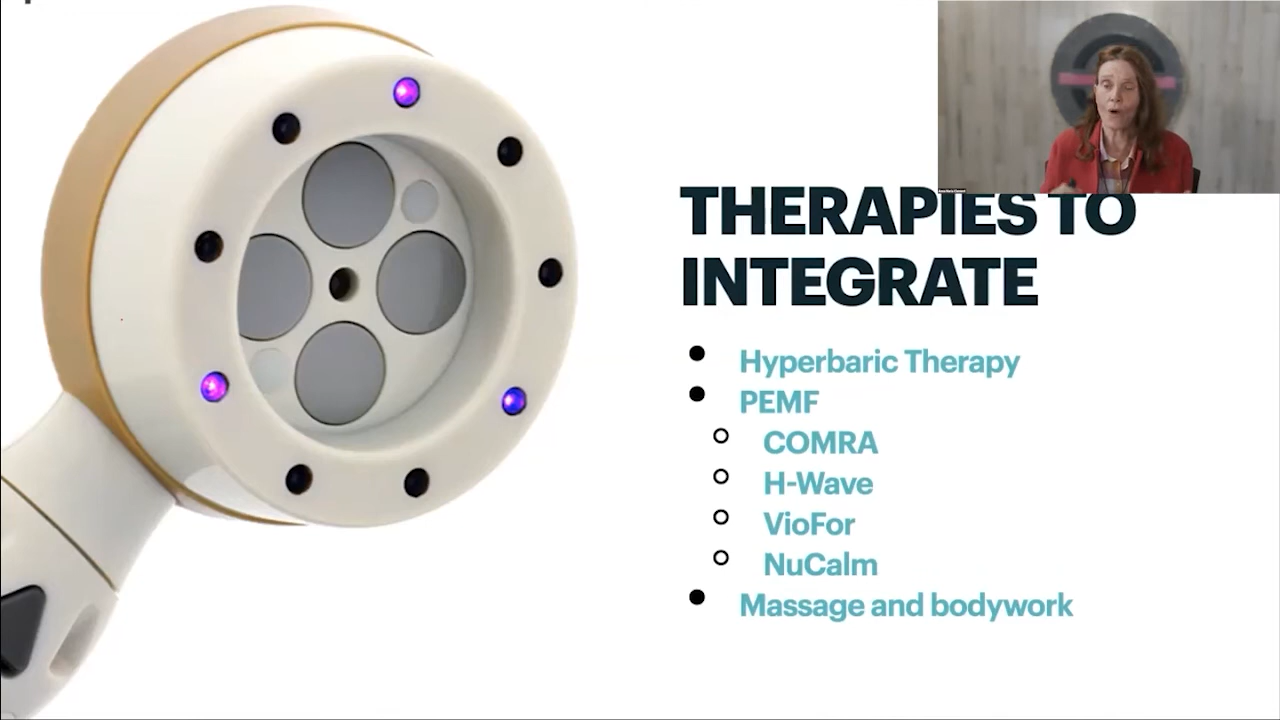 THERAPIES TO
INTEGRATE
Hyperbaric Therapy
PEMF
COMRA
H-Wave
VioFor
NuCalm
Massage and bodywork